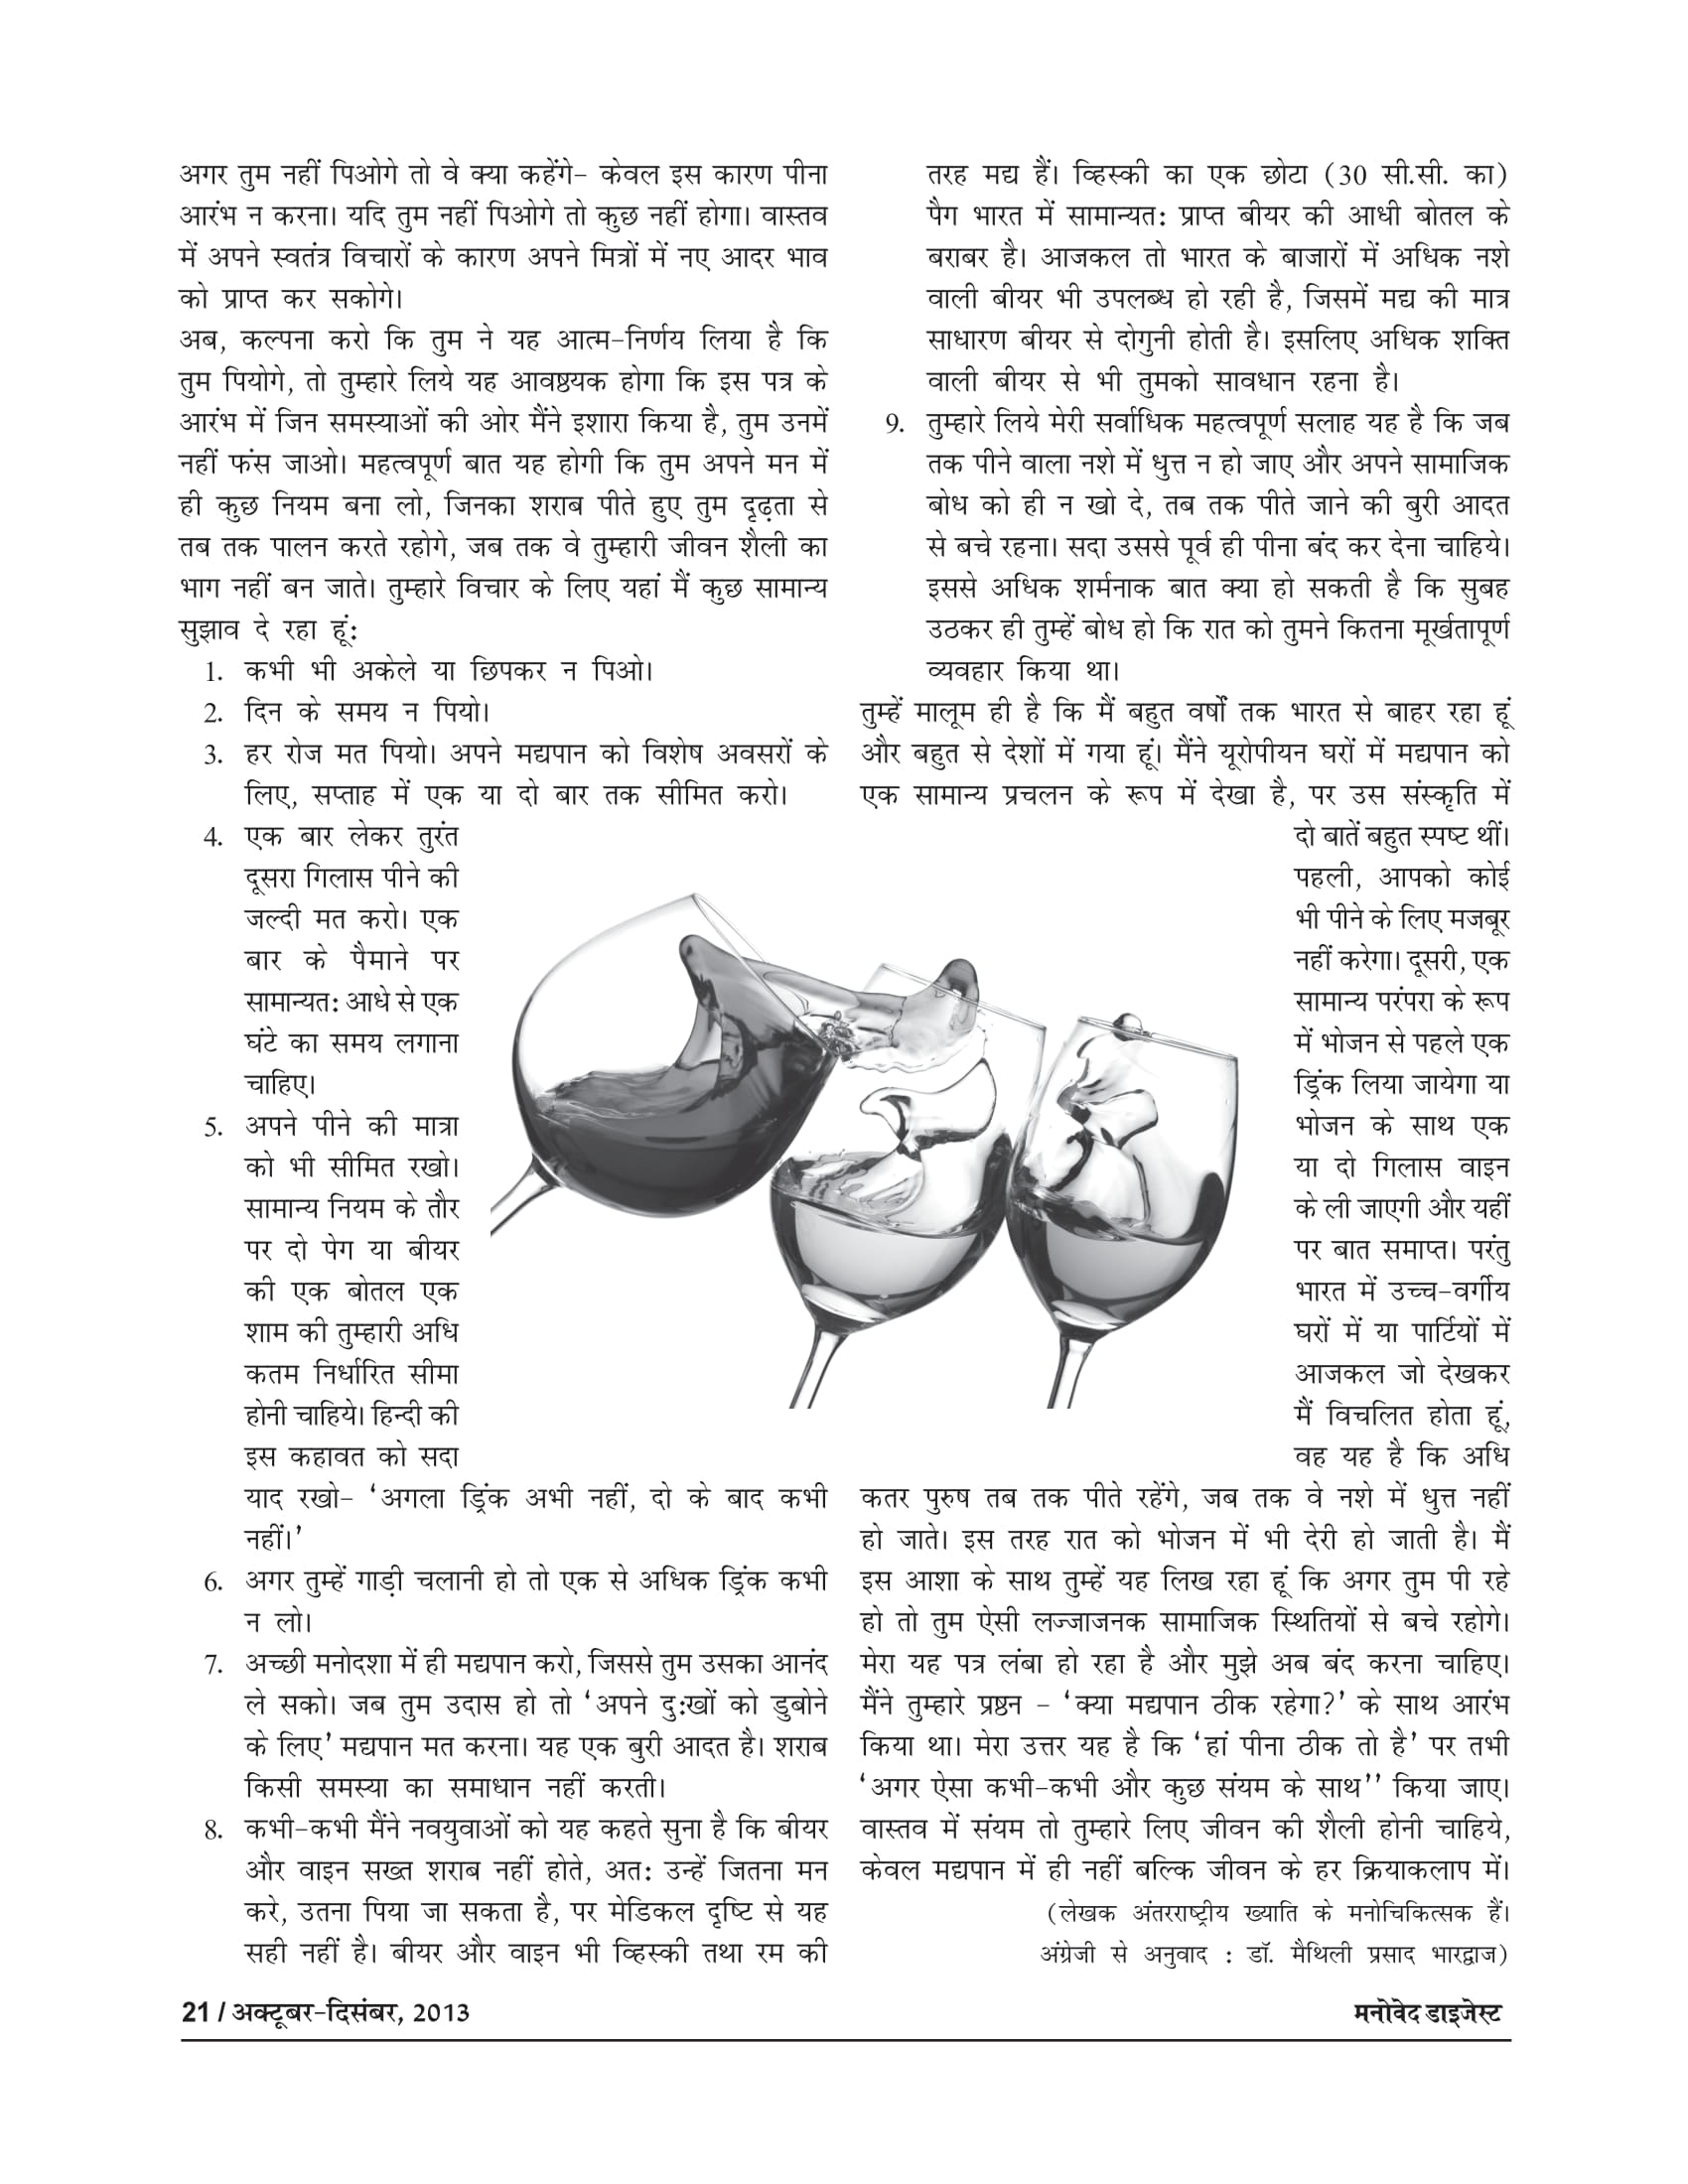 अगर तुम नहीं पिओगे तो वे क्या कहेंगे– केवल इस कारण पीना
आरंभ न करना। यदि तुम नहीं पिओगे तो कुछ नहीं होगा। वास्तव
में अपने स्वतंत्र विचारों के कारण अपने मित्रों में नए आदर भाव
को प्राप्त कर सकोगे।
अब, कल्पना करो कि तुम ने यह आत्म–निर्णय लिया है कि
तुम पियोगे, तो तुम्हारे लिये यह आवष्ठयक होगा कि इस पत्र के
आरंभ में जिन समस्याओं की ओर मैंने इशारा किया है, तुम उनमें
नहीं फंस जाओ। महत्वपूर्ण बात यह होगी कि तुम अपने मन में
ही कुछ नियम बना लो, जिनका शराब पीते हुए तुम दृढ़ता से
तब तक पालन करते रहोगे, जब तक वे तुम्हारी जीवन शैली का
भाग नहीं बन जाते। तुम्हारे विचार के लिए यहां मैं कुछ सामान्य
सुझाव दे रहा हूं:
1. कभी भी अकेले या छिपकर न पिओ।
2. दिन के समय न पियो।
3. हर रोज मत पियो। अपने मद्यपान को विशेष अवसरों के
लिए, सप्ताह में एक या दो बार तक सीमित करो।
4. एक बार लेकर तुरंत
दूसरा गिलास पीने की
जल्दी मत करो। एक
बार के पैमाने पर
सामान्यत: आधे से एक
घंटे का समय लगाना
चाहिए।
5. अपने पीने की मात्रा
को भी सीमित रखो।
सामान्य नियम के तौर
पर दो पेग या बीयर
की एक बोतल एक
शाम की तुम्हारी अधि
कतम निर्धारित सीमा
होनी चाहिये। हिन्दी की
इस कहावत को सदा
याद रखो– ‘अगला ड्रिंक अभी नहीं, दो के बाद कभी
नहीं।’
6. अगर तुम्हें गाड़ी चलानी हो तो एक से अधिक ड्रिंक कभी
न लो।
7. अच्छी मनोदशा में ही मद्यपान करो, जिससे तुम उसका आनंद
ले सको। जब तुम उदास हो तो ‘अपने दु:खों को डुबोने
के लिए’ मद्यपान मत करना। यह एक बुरी आदत है। शराब
किसी समस्या का समाधान नहीं करती।
8. कभी–कभी मैंने नवयुवाओं को यह कहते सुना है कि बीयर
और वाइन सख्त शराब नहीं होते, अत: उन्हें जितना मन
करे, उतना पिया जा सकता है, पर मेडिकल दृष्टि से यह
सही नहीं है। बीयर और वाइन भी व्हिस्की तथा रम की
तरह मद्य हैं। व्हिस्की का एक छोटा (30 सी.सी. का)
पैग भारत में सामान्यत: प्राप्त बीयर की आधी बोतल के
बराबर है। आजकल तो भारत के बाजारों में अधिक नशे
वाली बीयर भी उपलब्ध हो रही है, जिसमें मद्य की मात्र
साधारण बीयर से दोगुनी होती है। इसलिए अधिक शक्ति
वाली बीयर से भी तुमको सावधान रहना है।
9. तुम्हारे लिये मेरी सर्वाधिक महत्वपूर्ण सलाह यह है कि जब
तक पीने वाला नशे में धुत्त न हो जाए और अपने सामाजिक
बोध को ही न खो दे, तब तक पीते जाने की बुरी आदत
से बचे रहना। सदा उससे पूर्व ही पीना बंद कर देना चाहिये।
इससे अधिक शर्मनाक बात क्या हो सकती है कि सुबह
उठकर ही तुम्हें बोध हो कि रात को तुमने कितना मूर्खतापूर्ण
व्यवहार किया था।
तुम्हें मालूम ही है कि मैं बहुत वर्षों तक भारत से बाहर रहा हूं
और बहुत से देशों में गया हूं। मैंने यूरोपीयन घरों में मद्यपान को
एक सामान्य प्रचलन के रूप में देखा है, पर उस संस्कृति में
दो बातें बहुत स्पष्ट थीं।
पहली, आपको कोई
भी पीने के लिए मजबूर
नहीं करेगा। दूसरी, एक
सामान्य परंपरा के रूप
में भोजन से पहले एक
ड्रिंक लिया जायेगा या
भोजन के साथ एक
या दो गिलास वाइन
के ली जाएगी और यहीं
पर बात समाप्त। परंतु
भारत में उच्च–वर्गीय
घरों में या पार्टियों में
आजकल जो देखकर
मैं विचलित होता हूं,
वह यह है कि अधि
कतर पुरुष तब तक पीते रहेंगे, जब तक वे नशे में धुत्त नहीं
हो जाते। इस तरह रात को भोजन में भी देरी हो जाती है। मैं
इस आशा के साथ तुम्हें यह लिख रहा हूं कि अगर तुम पी रहे
हो तो तुम ऐसी लज्जाजनक सामाजिक स्थितियों से बचे रहोगे।
मेरा यह पत्र लंबा हो रहा है और मुझे अब बंद करना चाहिए।
मैंने तुम्हारे प्रष्ठन – ‘क्या मद्यपान ठीक रहेगा?’ के साथ आरंभ
किया था। मेरा उत्तर यह है कि ‘हां पीना ठीक तो है’ पर तभी
‘अगर ऐसा कभी–कभी और कुछ संयम के साथ’’ किया जाए।
वास्तव में संयम तो तुम्हारे लिए जीवन की शैली होनी चाहिये,
केवल मद्यपान में ही नहीं बल्कि जीवन के हर क्रियाकलाप में।
(लेखक अंतरराष्ट्रीय ख्याति के मनोचिकित्सक हैं।
अंग्रेजी से अनुवाद : डॉ. मैथिली प्रसाद भारद्वाज)
21 / अक्टूबर–दिसंबर, 2013
मनोवेद डाइजेस्ट